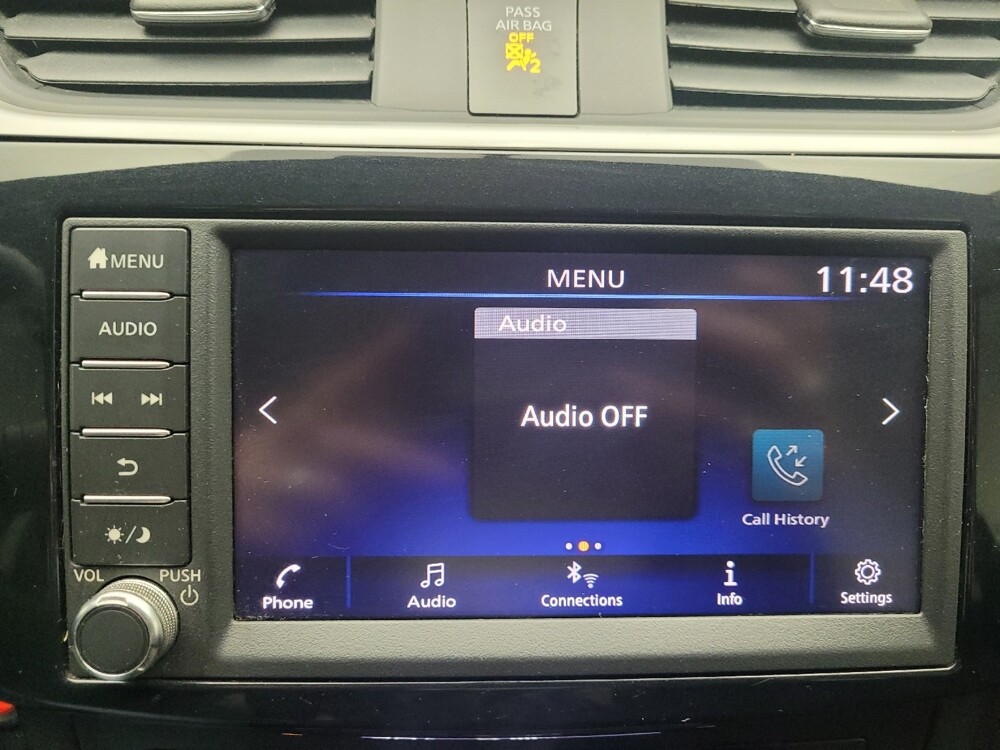 PASS
AIR BAG
OFF
2
MENU
AUDIO
VOL
PUSH
MENU
11:48
Audio
Audio OFF
Call History
Phone
Audio
Connections
Info
Settings